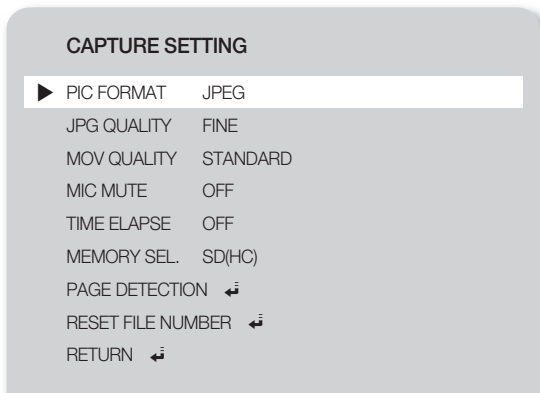 CAPTURE SETTING
PIC FORMAT JPEG
JPG QUALITY FINE
MOV QUALITY STANDARD
MIC MUTE OFF
TIME ELAPSE OFF
MEMORY SEL. SD(HC)
PAGE DETECTION
RESET FILE NUMBER
RETURN